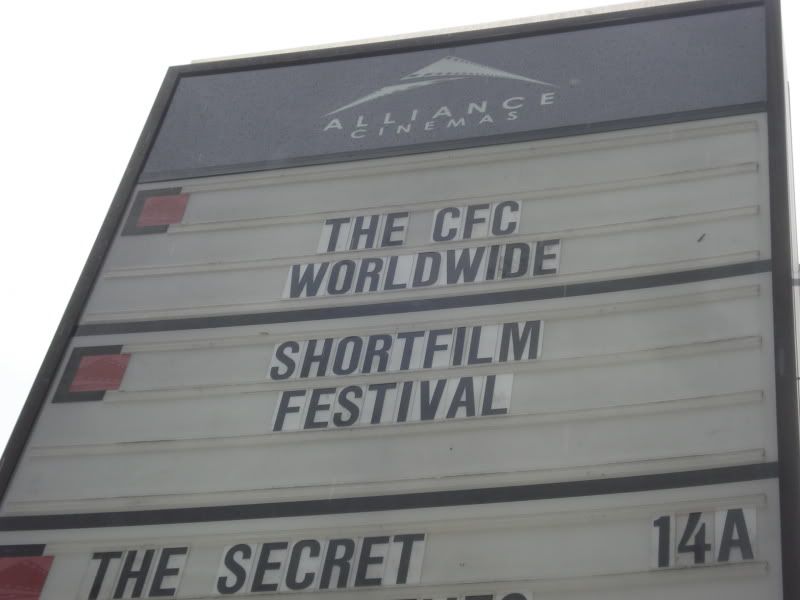 ALLIANCE
CINEMAS
THE CFC
WORLDWIDE
SHORTFILM
FESTIVAL
THE SECRET 14A